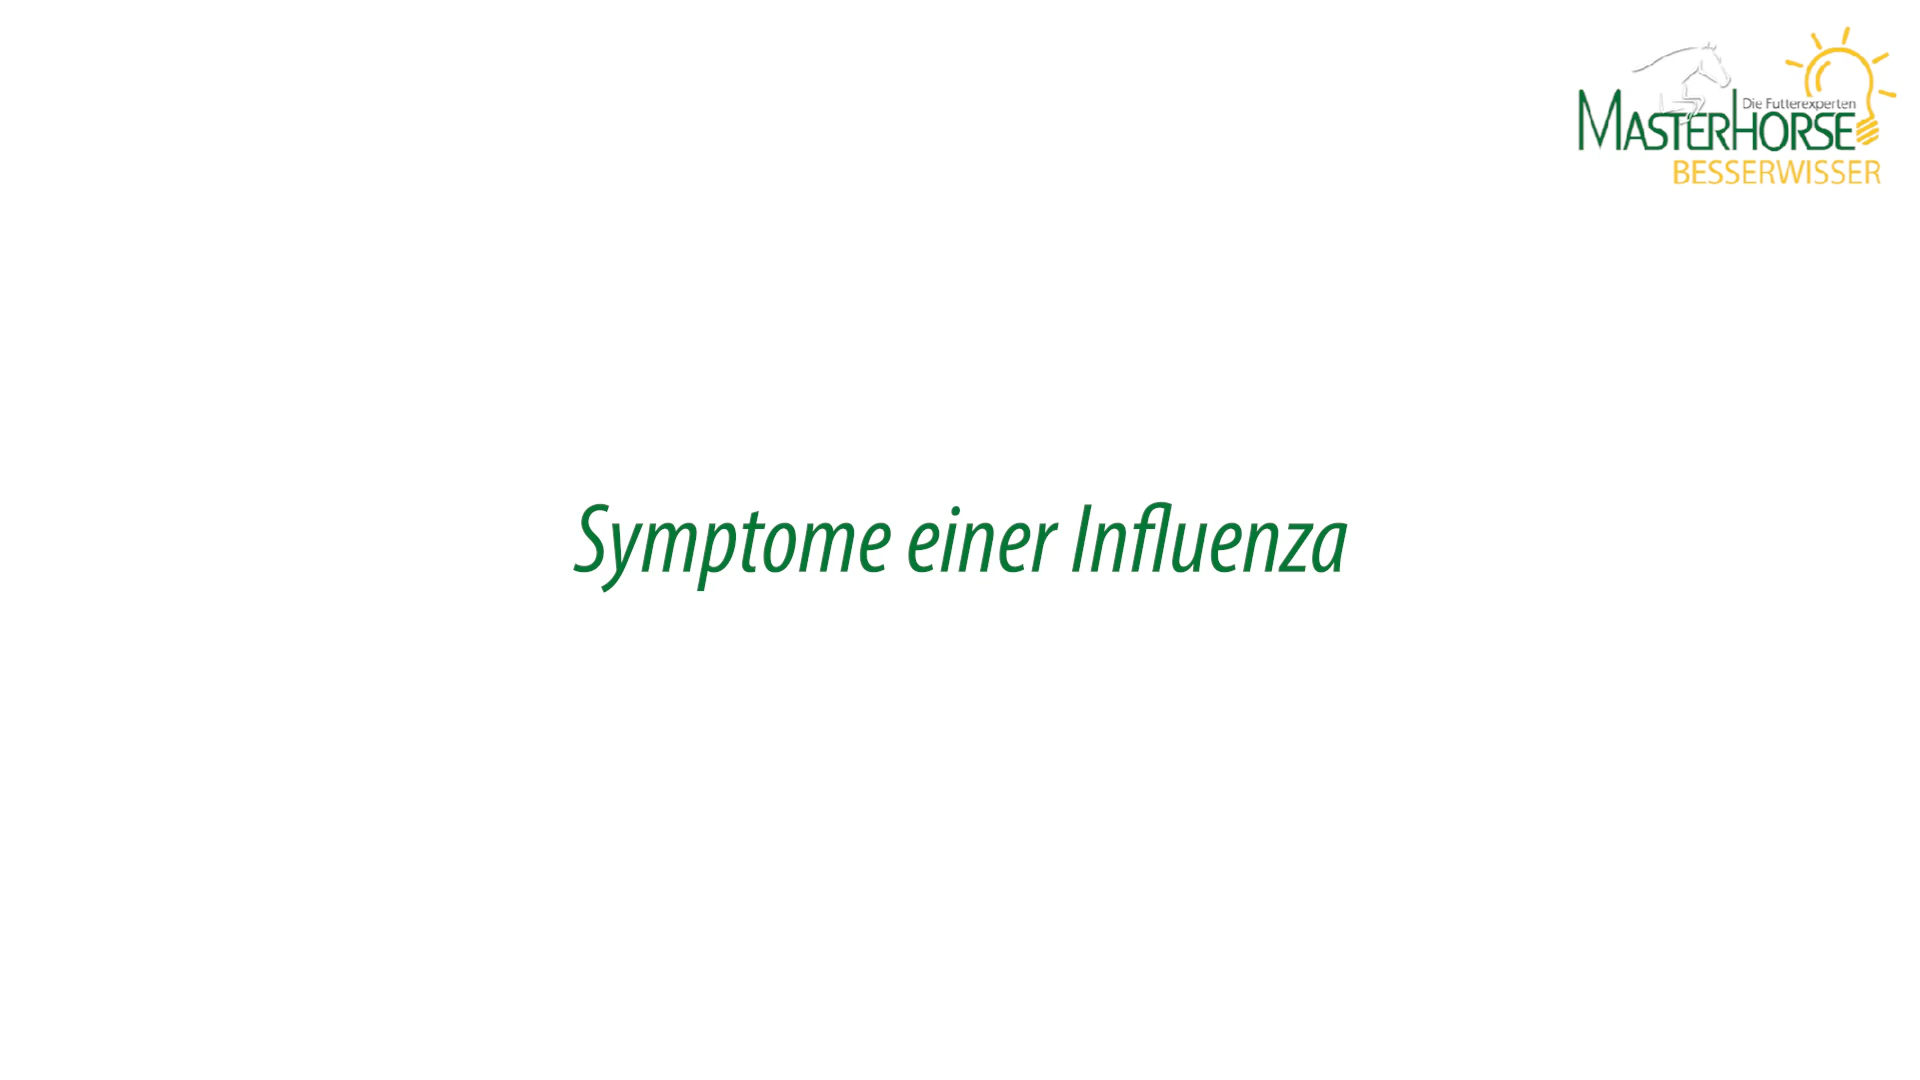 Die Futterexperten
MASTERHORSE
BESSERWISSER
Symptome einer Influenza